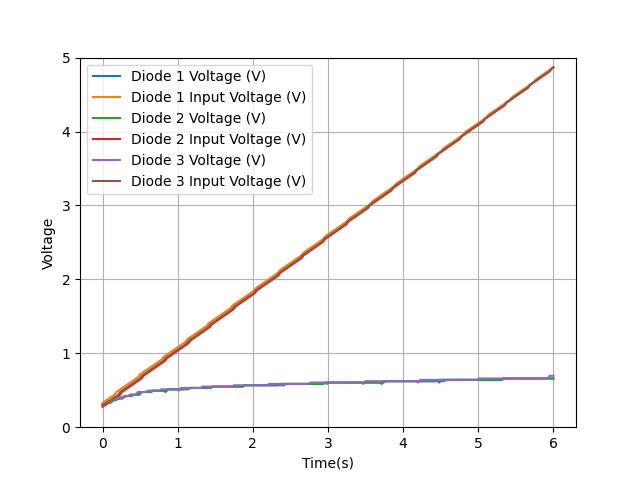 5
4
3
2
1
0
Voltage
Diode 1 Voltage (V)
Diode 1 Input Voltage (V)
Diode 2 Voltage (V)
Diode 2 Input Voltage (V)
Diode 3 Voltage (V)
Diode 3 Input Voltage (V)
0 1 2 3 4 5 6
Time(s)